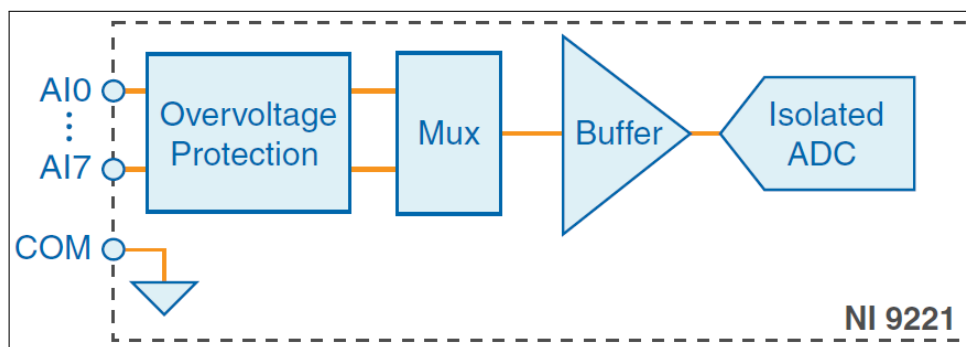 AI0
AI7
COM
Overvoltage
Protection
Mux
Buffer
Isolated
ADC
NI 9221